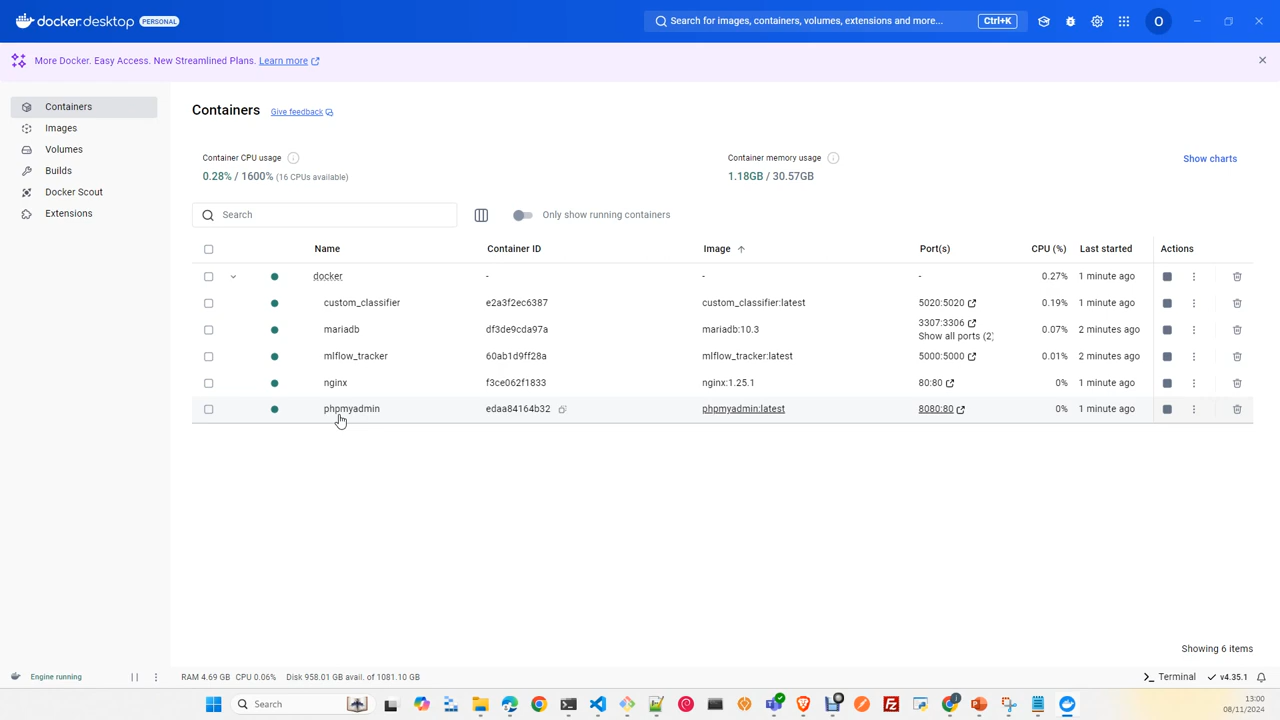 docker.desktop PERSONAL Search for images, containers, volumes, extensions and more... Ctrl+K O
More Docker. Easy Access. New Streamlined Plans. Learn more
Containers
Images
Volumes
Builds
Docker Scout
Extensions
Containers Give feedback
Container CPU usage
0.28% / 1600% (16 CPUs available)
Container memory usage
1.18GB / 30.57GB
Show charts
Search Only show running containers
Name Container ID Image Port(s) CPU (%) Last started Actions
docker - - - 0.27% 1 minute ago
custom_classifier e2a3f2ec6387 custom_classifier:latest 5020:5020 0.19% 1 minute ago
mariadb df3de9cda97a mariadb:10.3 3307:3306 0.07% 2 minutes ago
Show all ports (2)
mlflow_tracker 60ab1d9ff28a mlflow_tracker:latest 5000:5000 0.01% 2 minutes ago
nginx f3ce062f1833 nginx:1.25.1 80:80 0% 1 minute ago
phpmyadmin edaa84164b32 phpmyadmin:latest 8080:80 0% 1 minute ago
Showing 6 items
Engine running RAM 4.69 GB CPU 0.06% Disk 958.01 GB avail. of 1081.10 GB Terminal v4.35.1
Search
13:00
08/11/2024